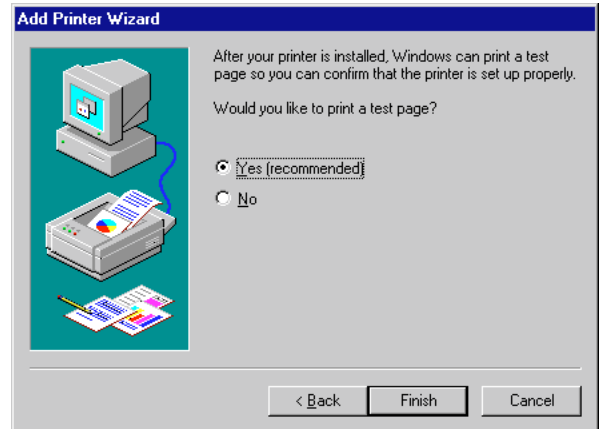 Add Printer Wizard
After your printer is installed, Windows can print a test
page so you can confirm that the printer is set up properly.
Would you like to print a test page?
Yes (recommended)
No
< Back Finish Cancel